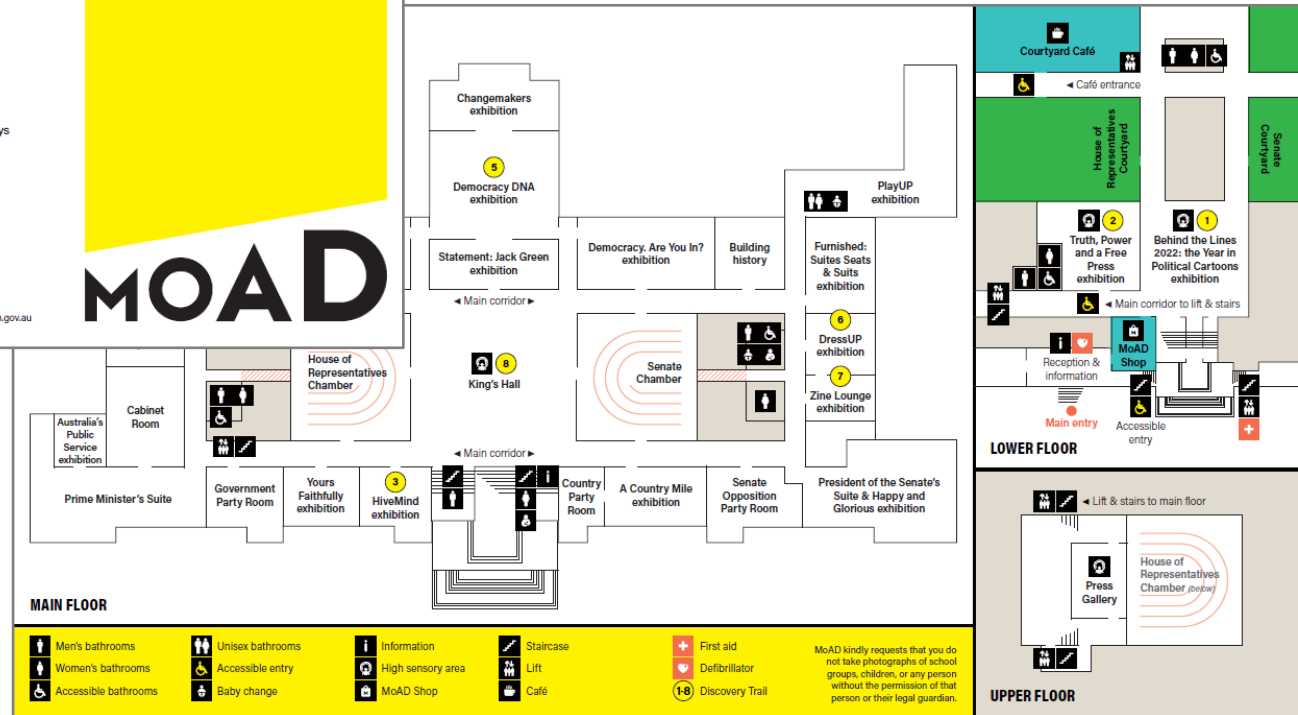 ys
n.gov.au
MOAD
Changemakers
exhibition
5
Democracy DNA
exhibition
Statement: Jack Green
exhibition
Democracy. Are You In?
exhibition
Building
history
PlayUP
exhibition
Furnished:
Suites Seats
& Suits
exhibition
◄ Main corridor ►
6
DressUP
exhibition
7
Zine Lounge
exhibition
House of
Representatives
Chamber
8
King's Hall
Senate
Chamber
Cabinet
Room
Australia's
Public
Service
exhibition
◄ Main corridor ►
Prime Minister's Suite
Government
Party Room
Yours
Faithfully
exhibition
3
HiveMind
exhibition
i
Country
Party
Room
A Country Mile
exhibition
Senate
Opposition
Party Room
President of the Senate's
Suite & Happy and
Glorious exhibition
MAIN FLOOR
Courtyard Café
◄ Café entrance
House of
Representatives
Courtyard
Senate
Courtyard
2
Truth, Power
and a Free
Press
exhibition
1
Behind the Lines
2022: the Year in
Political Cartoons
exhibition
◄ Main corridor to lift & stairs
i
Reception &
information
M
MoAD
Shop
Main entry
Accessible
entry
LOWER FLOOR
◄ Lift & stairs to main floor
Press
Gallery
House of
Representatives
Chamber (below)
UPPER FLOOR
Men's bathrooms
Women's bathrooms
Accessible bathrooms
Unisex bathrooms
Accessible entry
Baby change
i Information
High sensory area
M MoAD Shop
Staircase
Lift
Café
First aid
Defibrillator
1-8 Discovery Trail
MoAD kindly requests that you do
not take photographs of school
groups, children, or any person
without the permission of that
person or their legal guardian.